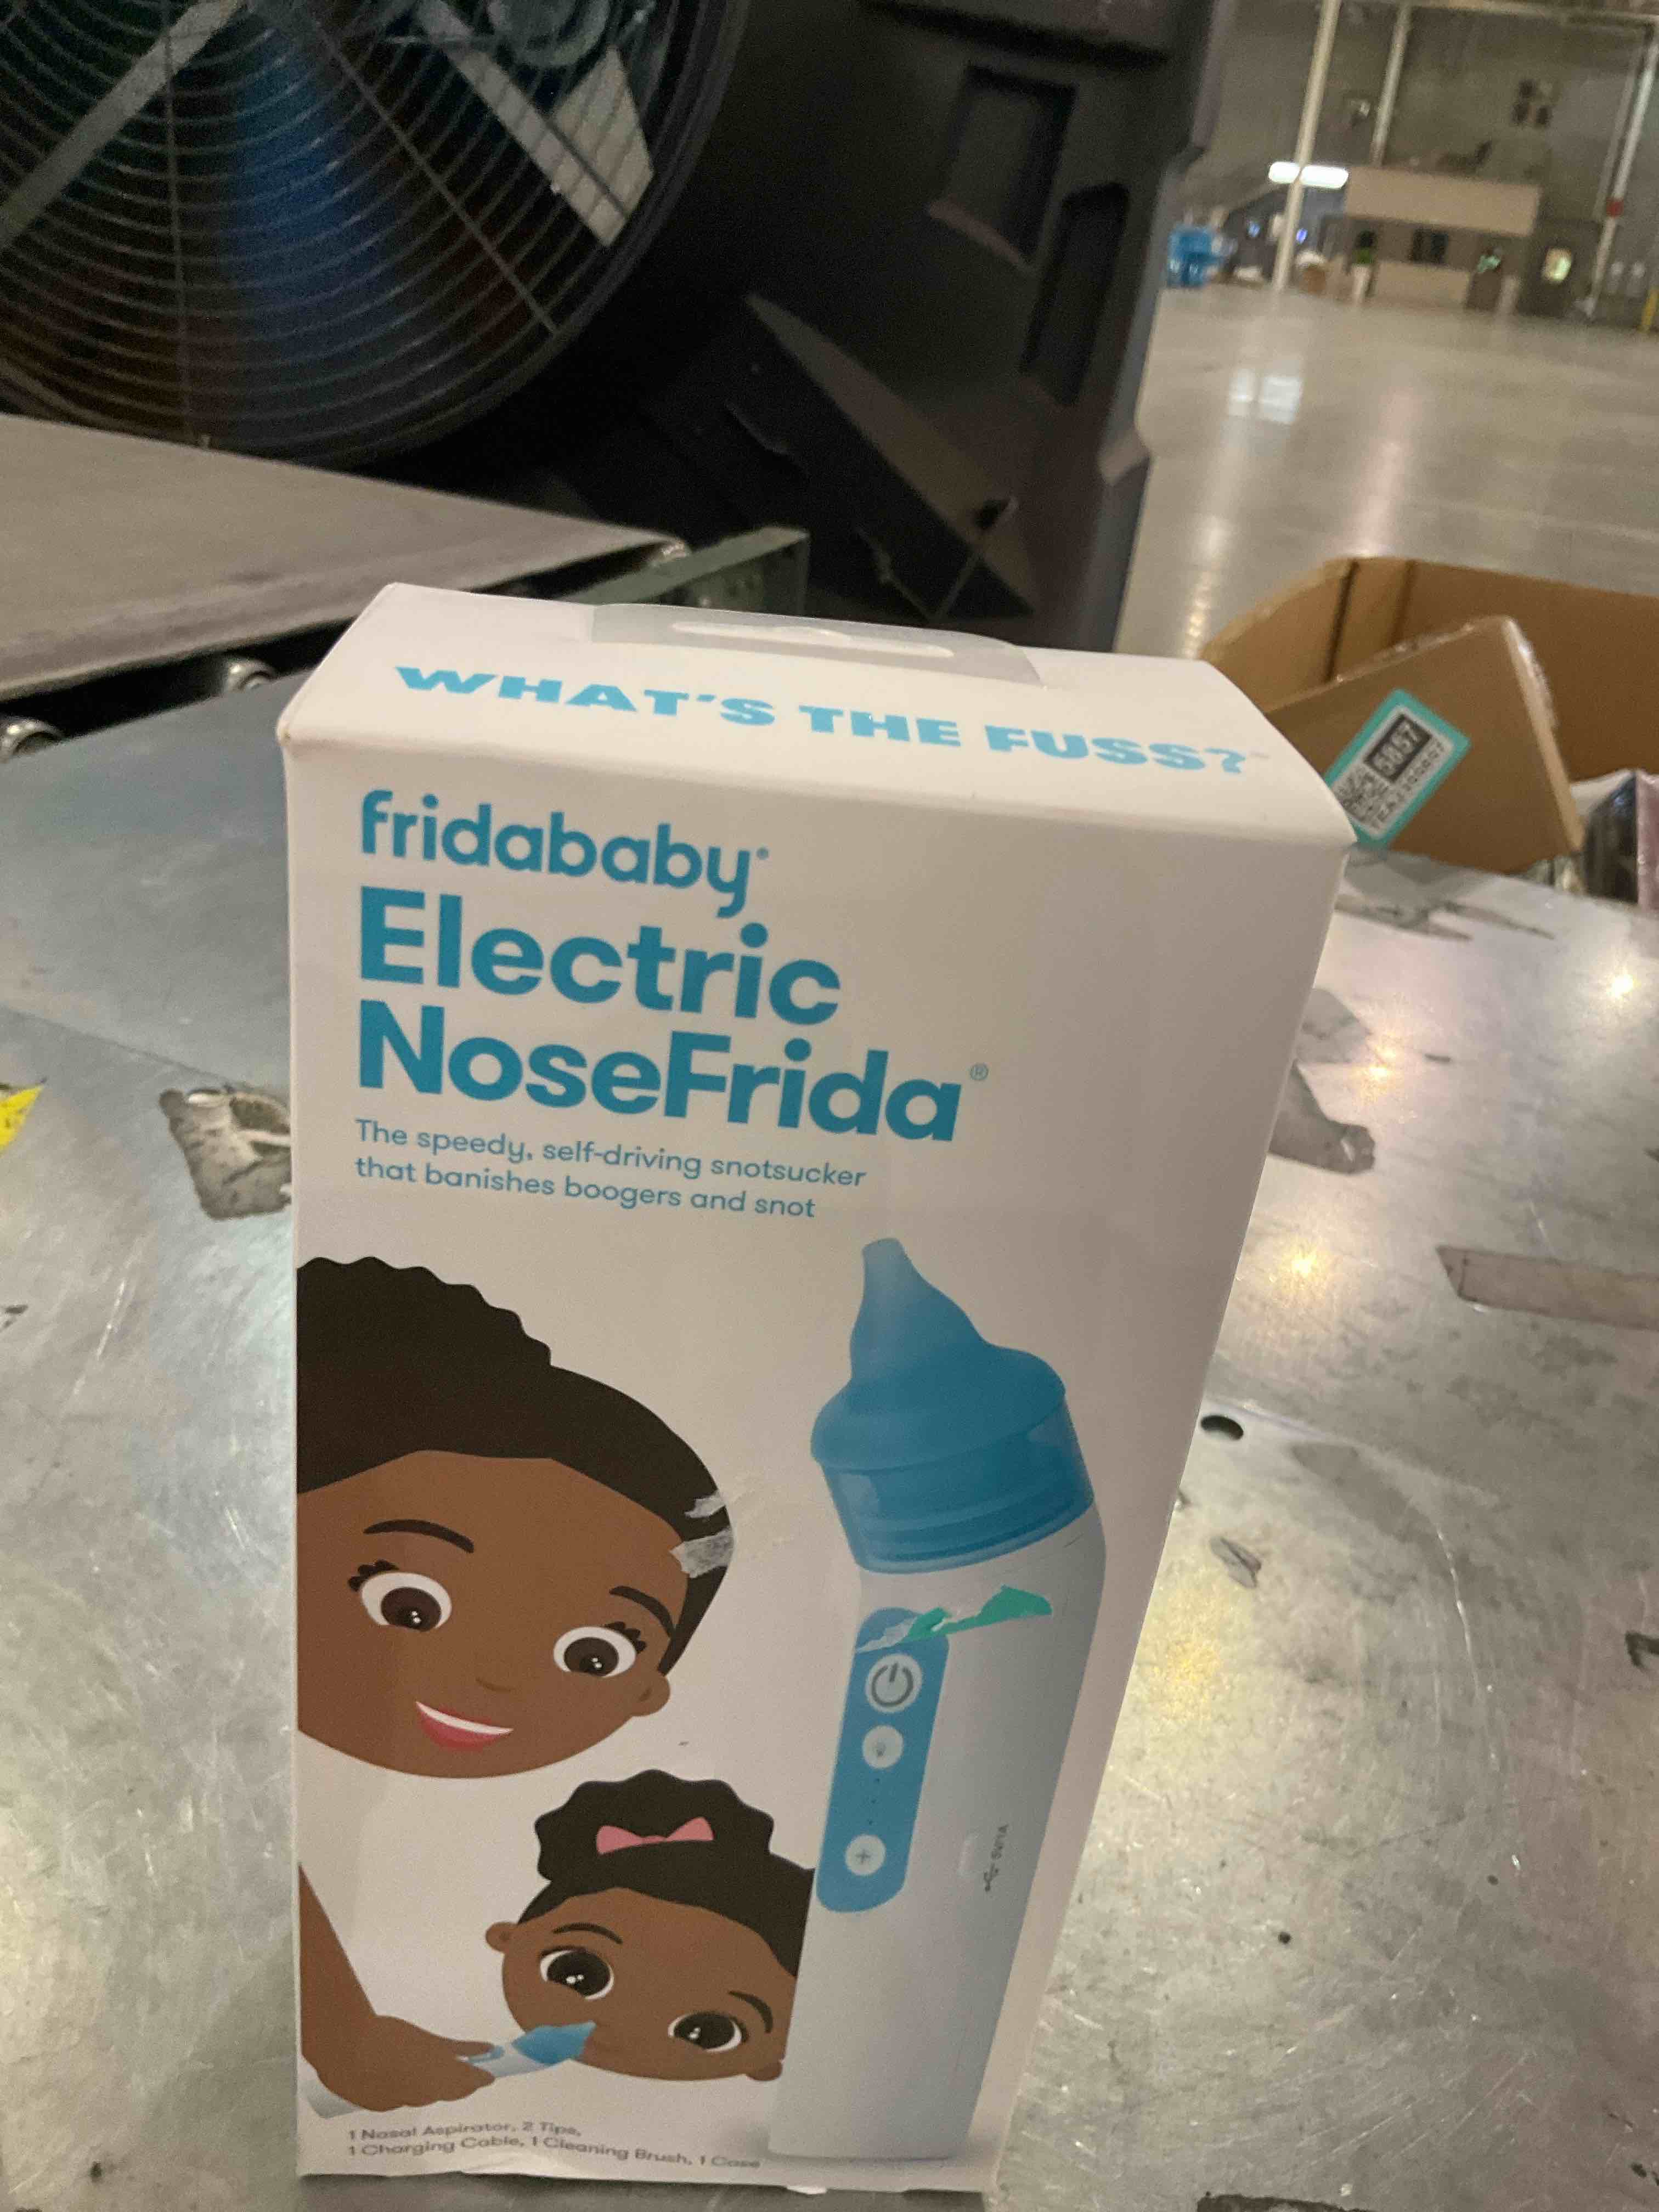 WHAT'S THE FUSS?
fridababy®
Electric
NoseFrida®
The speedy, self-driving snotsucker
that banishes boogers and snot
1 Nasal Aspirator, 2 Tips,
1 Charging Cable, 1 Cleaning Brush, 1 Case